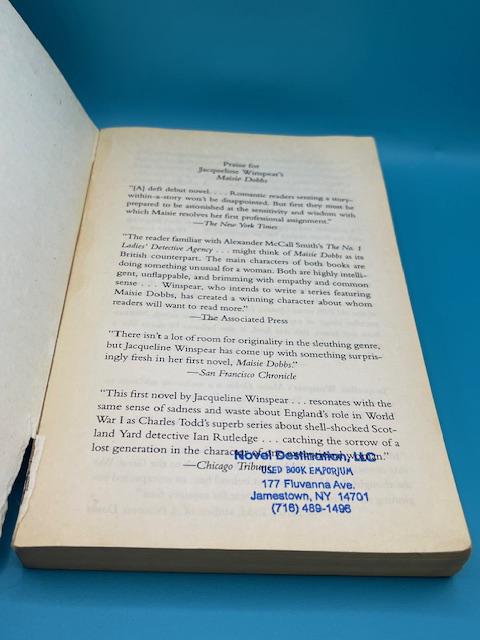 Praise for
Jacqueline Winspear's
Maisie Dobbs
"[A] deft debut novel. . . . Romantic readers sensing a story-
within-a-story won't be disappointed. But first they must be
prepared to be astonished at the sensitivity and wisdom with
which Maisie resolves her first professional assignment."
—The New York Times
"The reader familiar with Alexander McCall Smith's The No. 1
Ladies' Detective Agency . . . might think of Maisie Dobbs as its
British counterpart. The main characters of both books are
doing something unusual for a woman. Both are highly intelli-
gent, unflappable, and brimming with empathy and common
sense . . . . Winspear, who intends to write a series featuring
Maisie Dobbs, has created a winning character about whom
readers will want to read more."
—The Associated Press
"There isn't a lot of room for originality in the sleuthing genre,
but Jacqueline Winspear has come up with something surpris-
ingly fresh in her first novel, Maisie Dobbs."
—San Francisco Chronicle
"This first novel by Jacqueline Winspear . . . resonates with the
same sense of sadness and waste about England's role in World
War I as Charles Todd's superb series about shell-shocked Scot-
land Yard detective Ian Rutledge . . . catching the sorrow of a
lost generation in the character of one exceptional woman."
—Chicago Tribune
Novel Destination, LLC
USED BOOK EMPORIUM
177 Fluvanna Ave.
Jamestown, NY 14701
(716) 489-1496